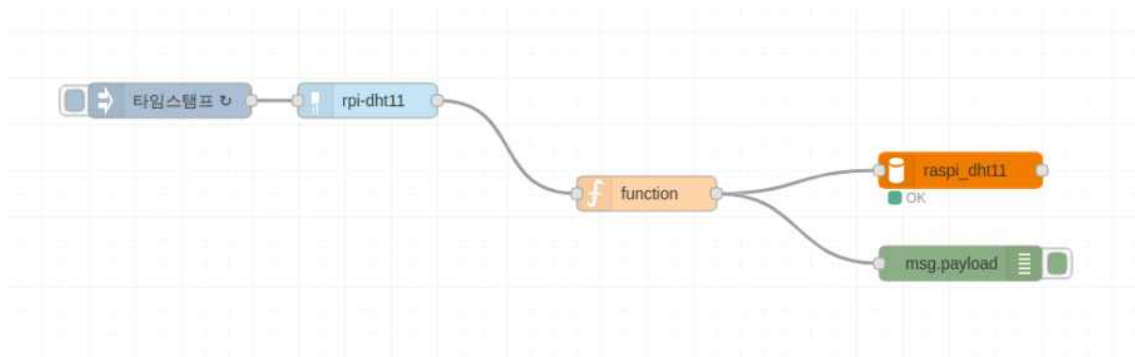 타임스탬프 ↻
rpi-dht11
function
raspi_dht11
OK
msg.payload